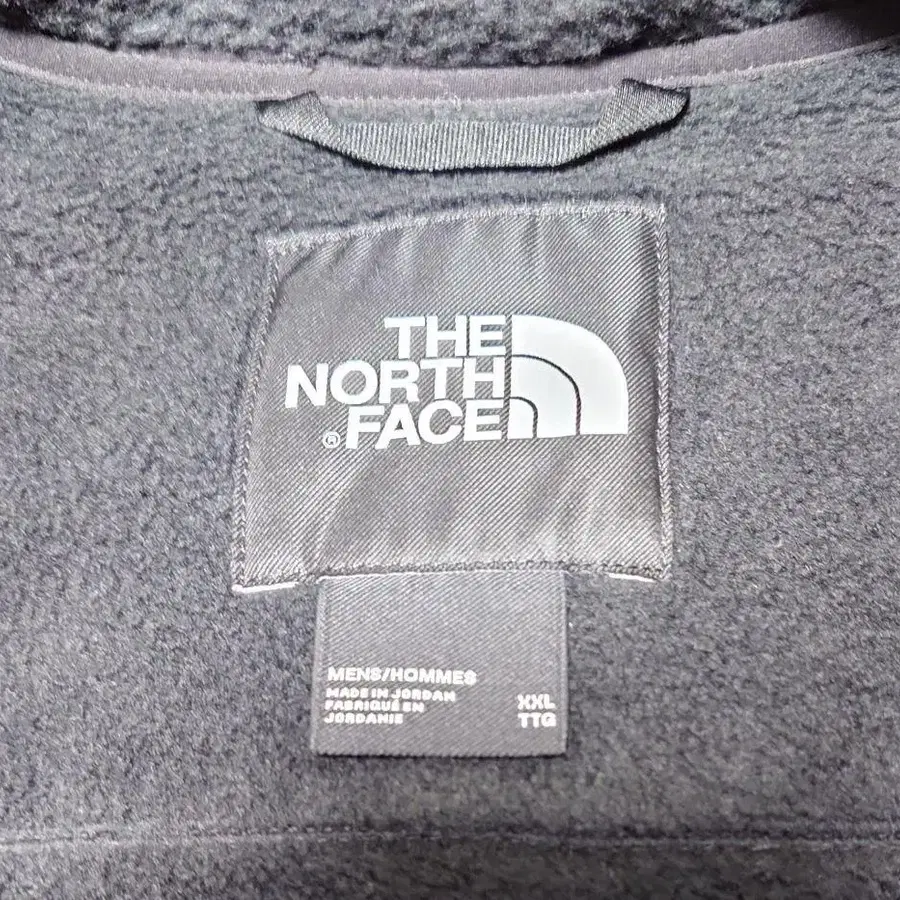 THE
NORTH
® FACE
MENS/HOMMES
MADE IN JORDAN
FABRIQUÉ EN
JORDANIE
XXL
TTG